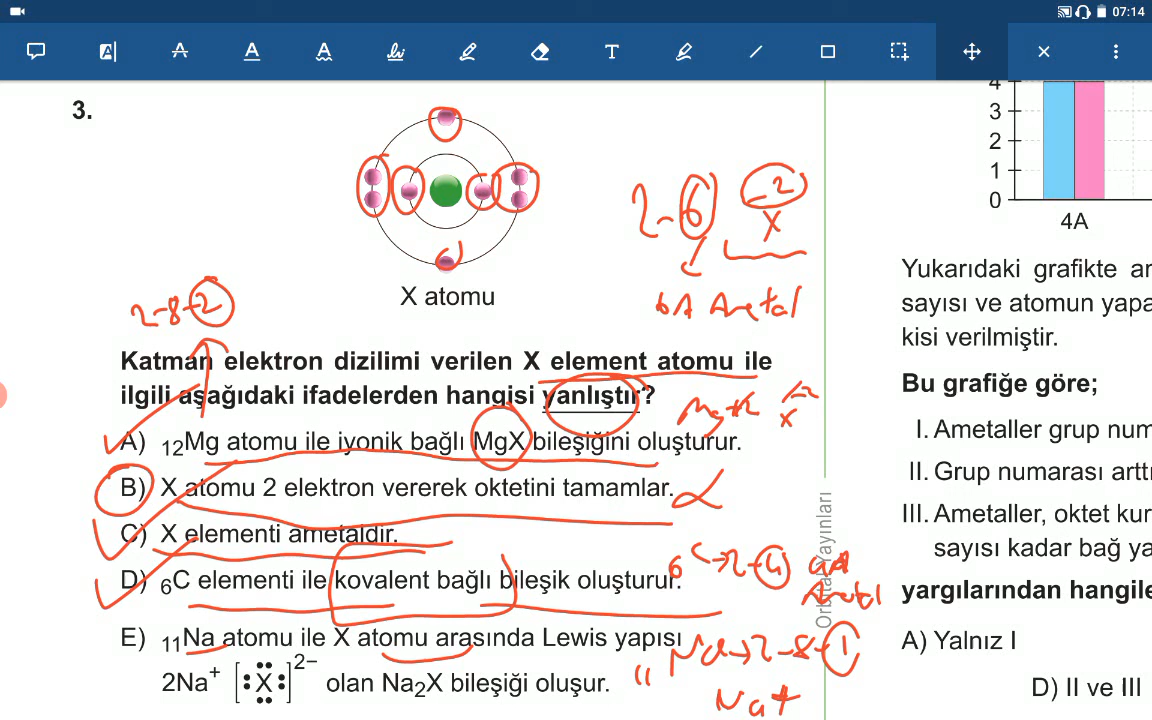 07:14
A A A T
3.
2-6 -2
X
6A Ametal
X atomu
2-8-2
Katman elektron dizilimi verilen X element atomu ile
ilgili aşağıdaki ifadelerden hangisi yanlıştır?
Mg+2 X-2
A) 12Mg atomu ile iyonik bağlı MgX bileşiğini oluşturur.
B) X atomu 2 elektron vererek oktetini tamamlar.
C) X elementi ametaldir.
D) 6C elementi ile kovalent bağlı bileşik oluşturur.
6C→2-4 4A
Ametal
E) 11Na atomu ile X atomu arasında Lewis yapısı
2Na+ [:X:]2− olan Na2X bileşiği oluşur.
11Na→2-8-1
Na+
Orbital Yayınları
4
3
2
1
0
4A
Yukarıdaki grafikte ar
sayısı ve atomun yapa
kisi verilmiştir.
Bu grafiğe göre;
I. Ametaller grup num
II. Grup numarası arttı
III. Ametaller, oktet kur
sayısı kadar bağ ya
yargılarından hangile
A) Yalnız I
D) II ve III